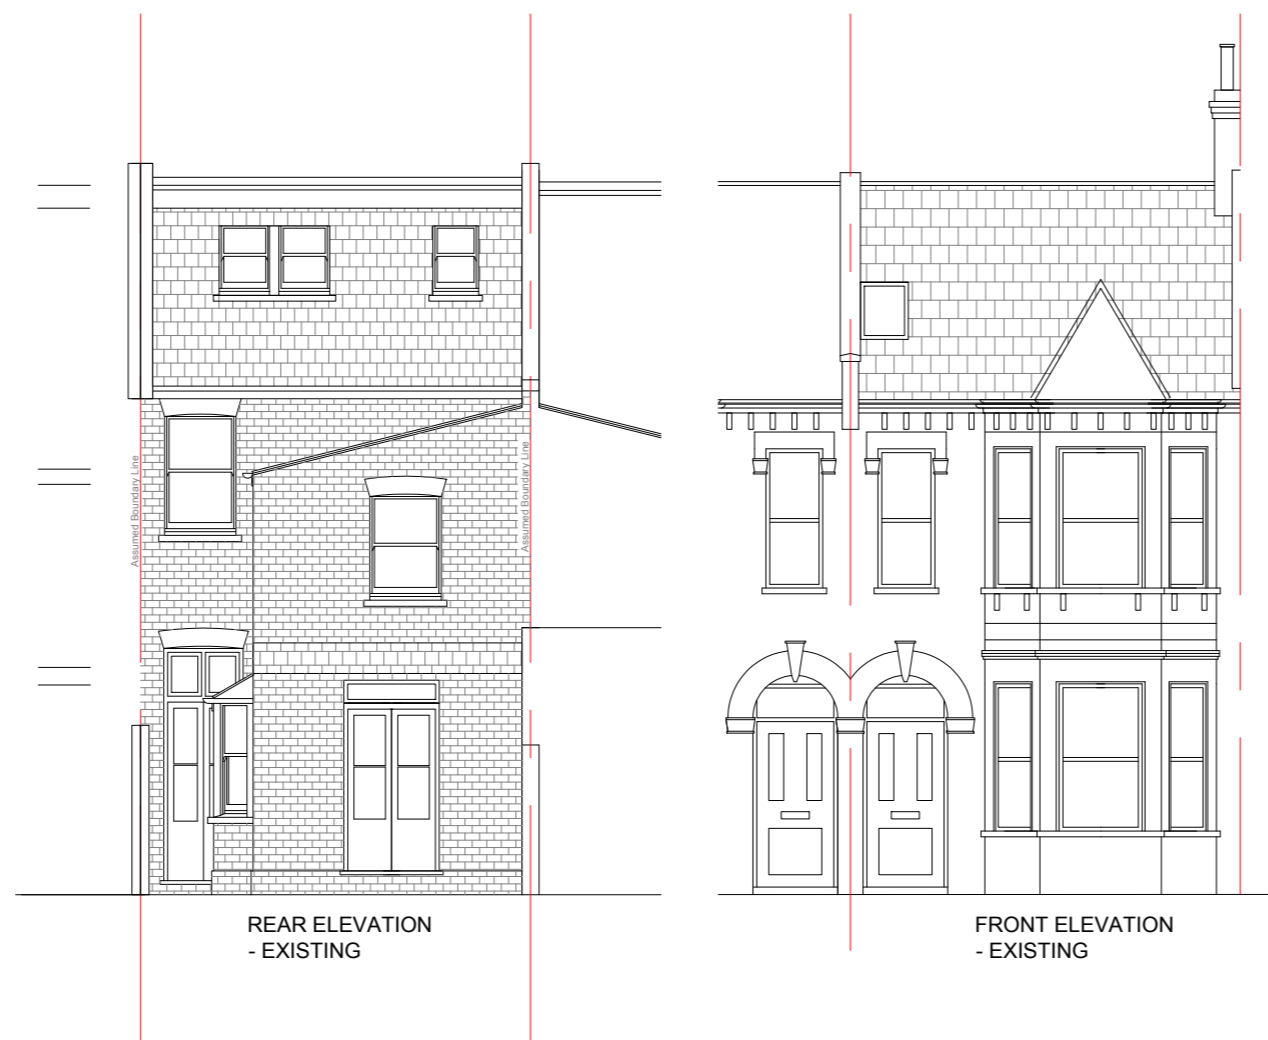 Assumed Boundary Line
Assumed Boundary Line
REAR ELEVATION
- EXISTING
FRONT ELEVATION
- EXISTING